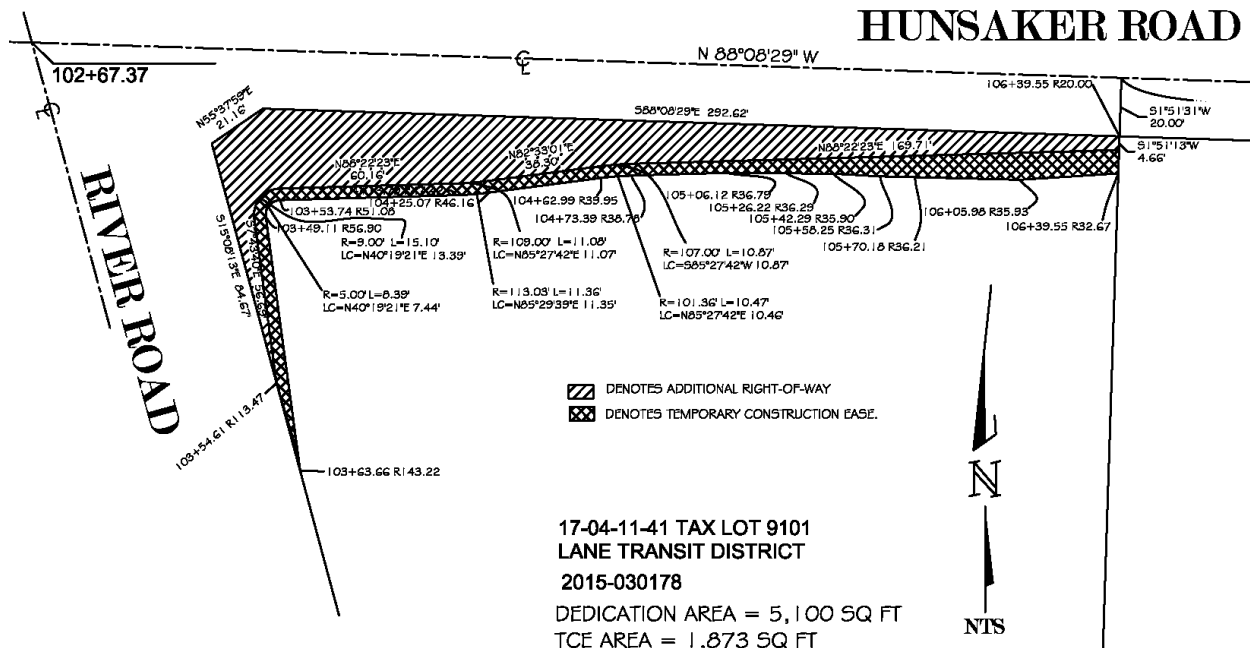 HUNSAKER ROAD
N 88°08'29" W
℄
102+67.37
℄
106+39.55 R20.00
S1°51'31"W
20.00'
N55°37'59"E
21.16'
S88°08'29"E 292.62'
S1°51'13"W
4.66'
N88°22'23"E
60.16'
N82°33'01"E
38.30'
N88°22'23"E 169.71'
RIVER ROAD
103+53.74 R51.08
103+49.11 R56.90
104+25.07 R46.16
104+62.99 R39.95
104+73.39 R38.78
105+06.12 R36.79
105+26.22 R36.29
105+42.29 R35.90
105+58.25 R36.31
105+70.18 R36.21
106+05.98 R35.93
106+39.55 R32.67
S15°08'13"E 84.67'
S7°43'40"E 56.69'
R=9.00' L=15.10'
LC=N40°19'21"E 13.39'
R=109.00' L=11.08'
LC=N85°27'42"E 11.07'
R=107.00' L=10.87'
LC=S85°27'42"W 10.87'
R=5.00' L=8.39'
LC=N40°19'21"E 7.44'
R=113.03' L=11.36'
LC=N85°29'39"E 11.35'
R=101.36' L=10.47'
LC=N85°27'42"E 10.46'
DENOTES ADDITIONAL RIGHT-OF-WAY
DENOTES TEMPORARY CONSTRUCTION EASE.
103+54.61 R113.47
103+63.66 R143.22
N
NTS
17-04-11-41 TAX LOT 9101
LANE TRANSIT DISTRICT
2015-030178
DEDICATION AREA = 5,100 SQ FT
TCE AREA = 1,873 SQ FT